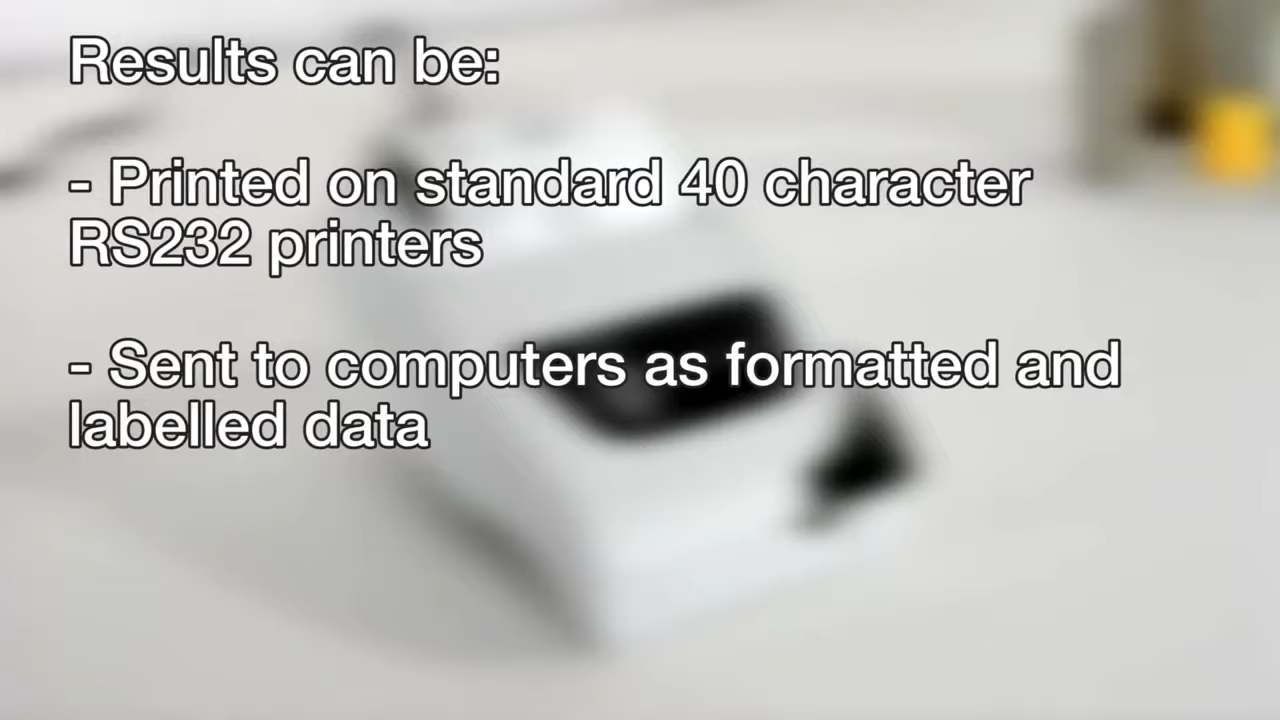 Results can be:
- Printed on standard 40 character
RS232 printers
- Sent to computers as formatted and
labelled data